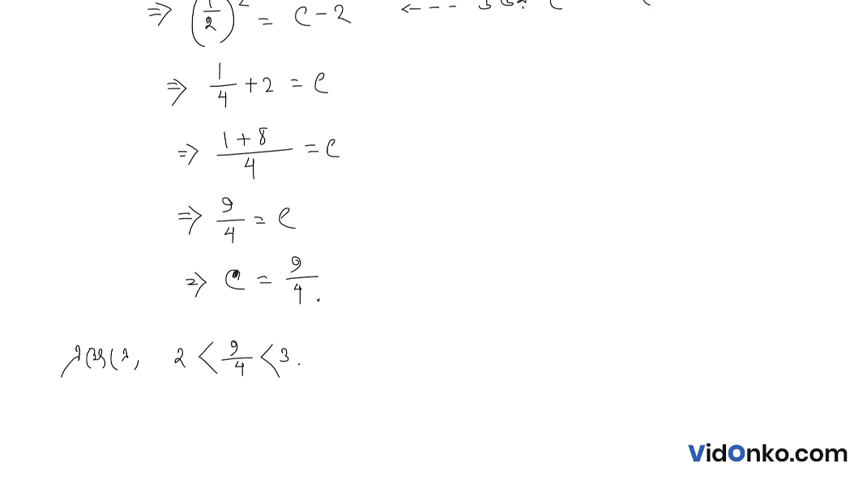 ⇒ (1/2)² = c - 2 ←---
⇒ 1/4 + 2 = c
⇒ (1+8)/4 = c
⇒ 9/4 = c
⇒ c = 9/4.
2 < 9/4 < 3.
VidOnko.com